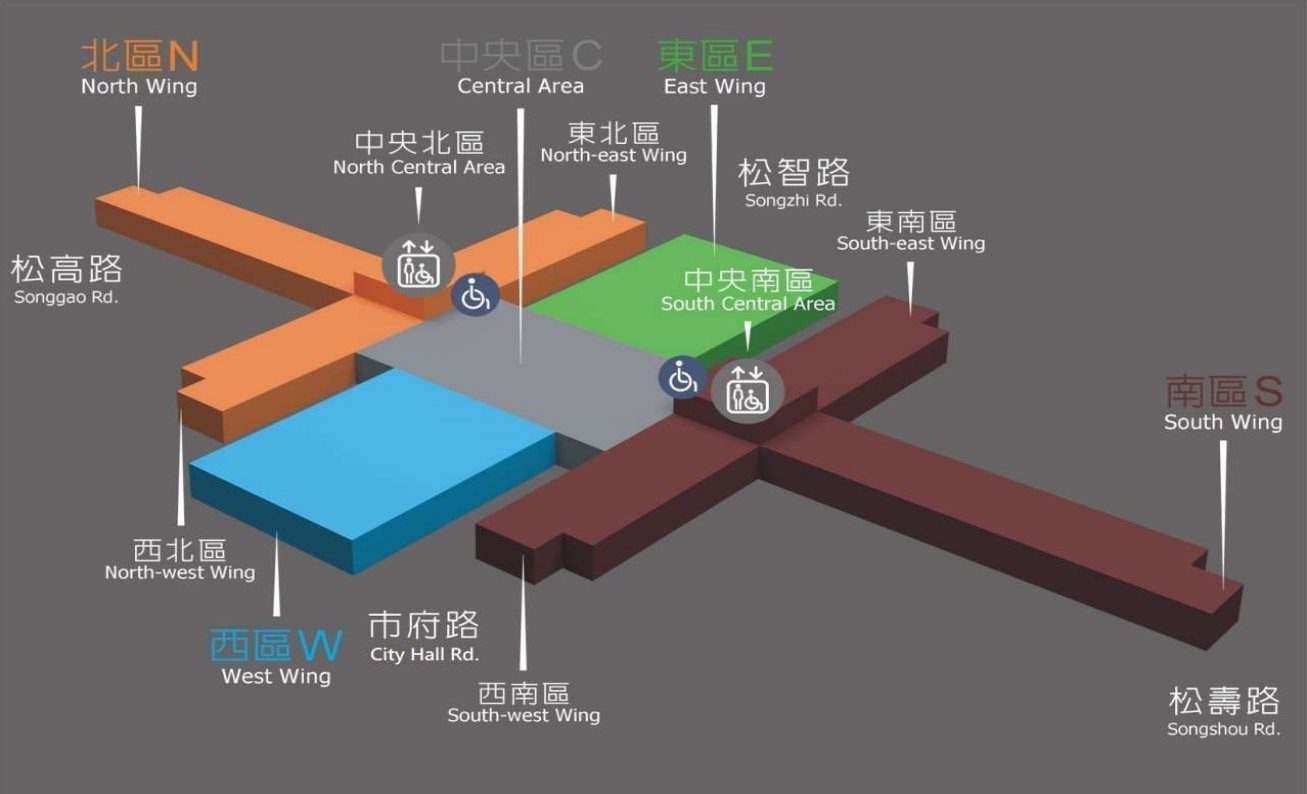 北區N
North Wing
中央區C
Central Area
東區E
East Wing
中央北區
North Central Area
東北區
North-east Wing
松智路
Songzhi Rd.
東南區
South-east Wing
松高路
Songgao Rd.
中央南區
South Central Area
南區S
South Wing
西北區
North-west Wing
西區W
West Wing
市府路
City Hall Rd.
西南區
South-west Wing
松壽路
Songshou Rd.